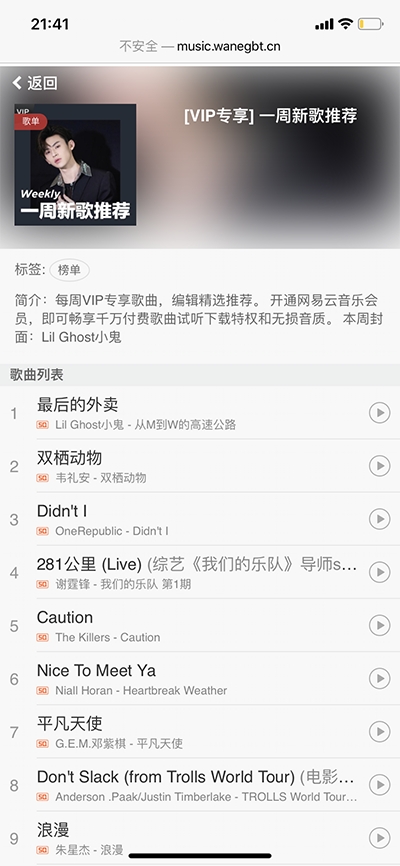 21:41
不安全 — music.wanegbt.cn
返回
VIP
歌单
Weekly
一周新歌推荐
[VIP专享] 一周新歌推荐
标签: 榜单
简介：每周VIP专享歌曲，编辑精选推荐。 开通网易云音乐会
员，即可畅享千万付费歌曲试听下载特权和无损音质。 本周封
面：Lil Ghost小鬼
歌曲列表
1 最后的外卖
SQ Lil Ghost小鬼 - 从M到W的高速公路
2 双栖动物
SQ 韦礼安 - 双栖动物
3 Didn't I
SQ OneRepublic - Didn't I
4 281公里 (Live) (综艺《我们的乐队》导师s...
SQ 谢霆锋 - 我们的乐队 第1期
5 Caution
SQ The Killers - Caution
6 Nice To Meet Ya
SQ Niall Horan - Heartbreak Weather
7 平凡天使
SQ G.E.M.邓紫棋 - 平凡天使
8 Don't Slack (from Trolls World Tour) (电影...
SQ Anderson .Paak/Justin Timberlake - TROLLS World Tour...
9 浪漫
SQ 朱星杰 - 浪漫